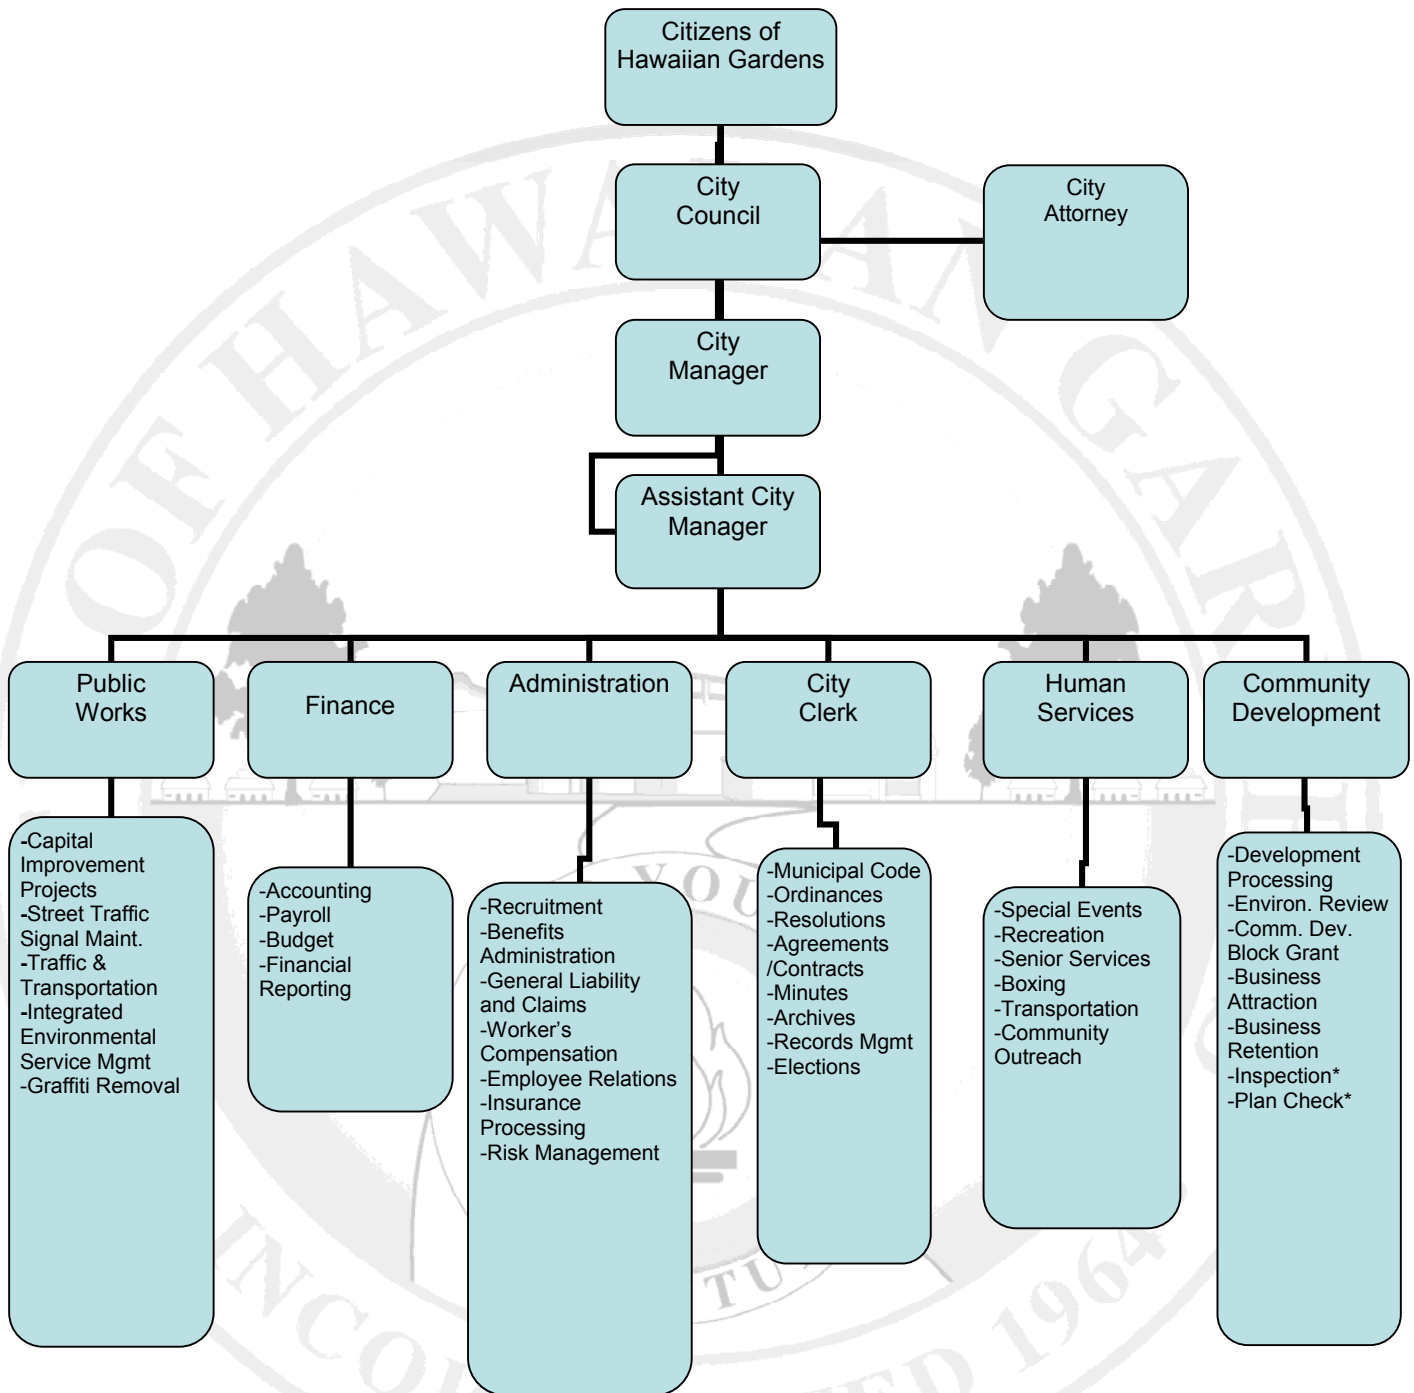 Citizens of
Hawaiian Gardens
City
Council
City
Attorney
City
Manager
Assistant City
Manager
Public
Works
Finance
Administration
City
Clerk
Human
Services
Community
Development
-Capital
Improvement
Projects
-Street Traffic
Signal Maint.
-Traffic &
Transportation
-Integrated
Environmental
Service Mgmt
-Graffiti Removal
-Accounting
-Payroll
-Budget
-Financial
Reporting
-Recruitment
-Benefits
Administration
-General Liability
and Claims
-Worker’s
Compensation
-Employee Relations
-Insurance
Processing
-Risk Management
-Municipal Code
-Ordinances
-Resolutions
-Agreements
/Contracts
-Minutes
-Archives
-Records Mgmt
-Elections
-Special Events
-Recreation
-Senior Services
-Boxing
-Transportation
-Community
Outreach
-Development
Processing
-Environ. Review
-Comm. Dev.
Block Grant
-Business
Attraction
-Business
Retention
-Inspection*
-Plan Check*
OF HAWAIIAN GAR
1964